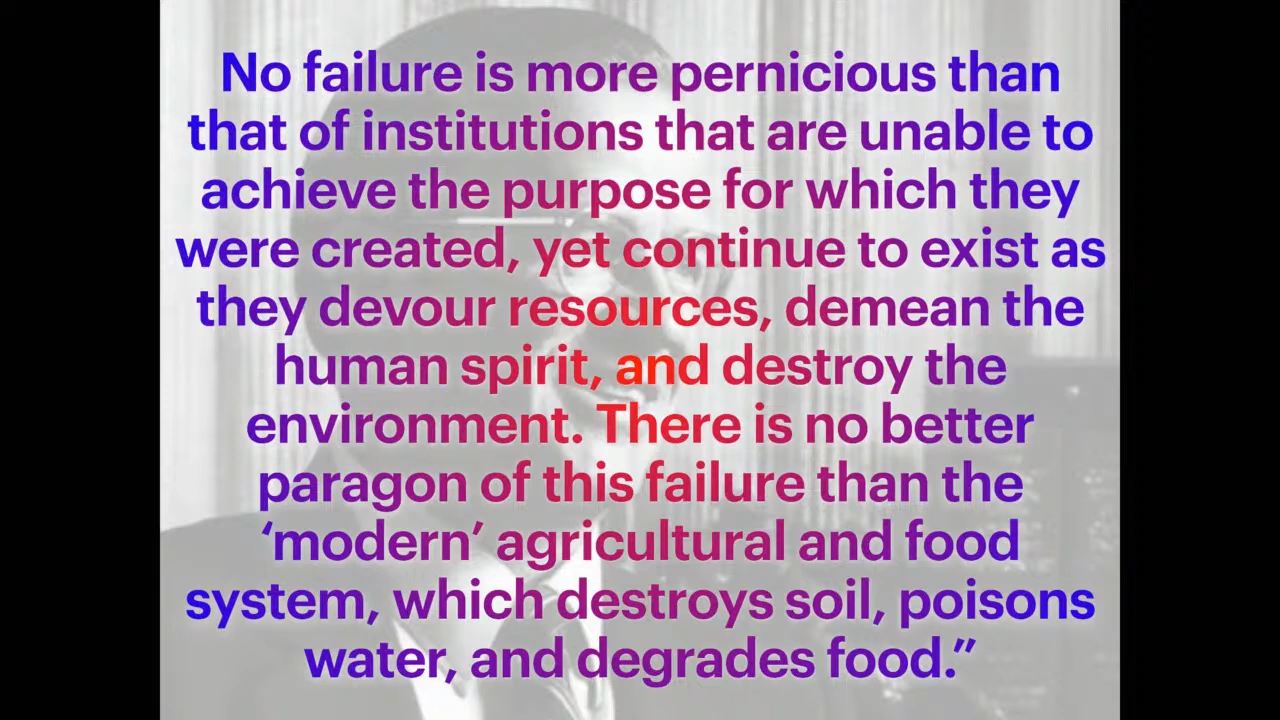 No failure is more pernicious than
that of institutions that are unable to
achieve the purpose for which they
were created, yet continue to exist as
they devour resources, demean the
human spirit, and destroy the
environment. There is no better
paragon of this failure than the
‘modern’ agricultural and food
system, which destroys soil, poisons
water, and degrades food.”